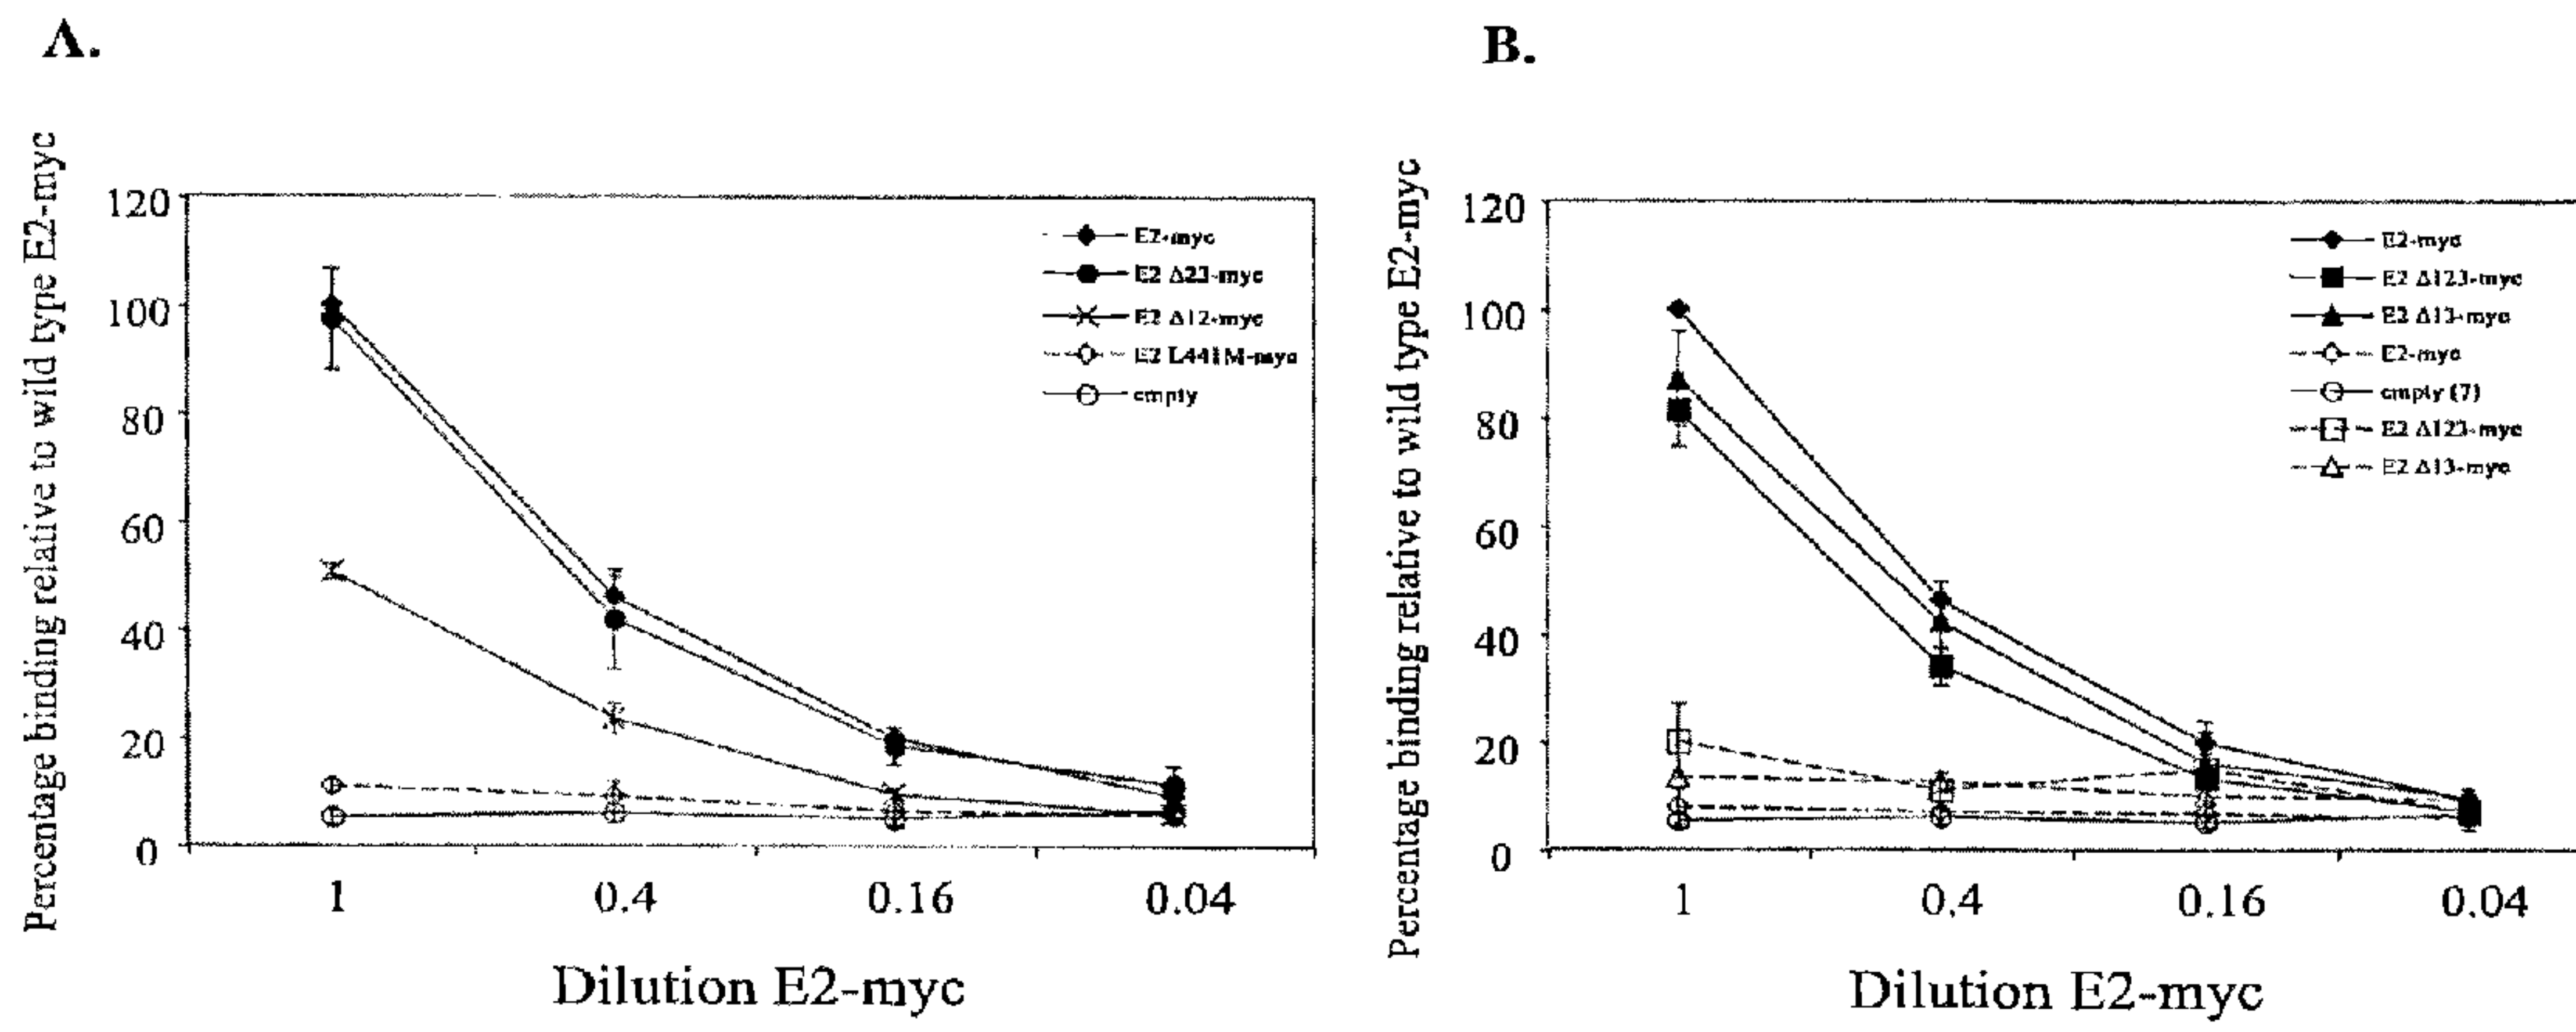 A.
Percentage binding relative to wild type E2-myc
120
100
80
60
40
20
0
E2-myc
E2 Δ23-myc
E2 Δ12-myc
E2 L441M-myc
empty
1 0.4 0.16 0.04
Dilution E2-myc
B.
Percentage binding relative to wild type E2-myc
120
100
80
60
40
20
0
E2-myc
E2 Δ123-myc
E2 Δ13-myc
E2-myc
empty (7)
E2 Δ123-myc
E2 Δ13-myc
1 0.4 0.16 0.04
Dilution E2-myc